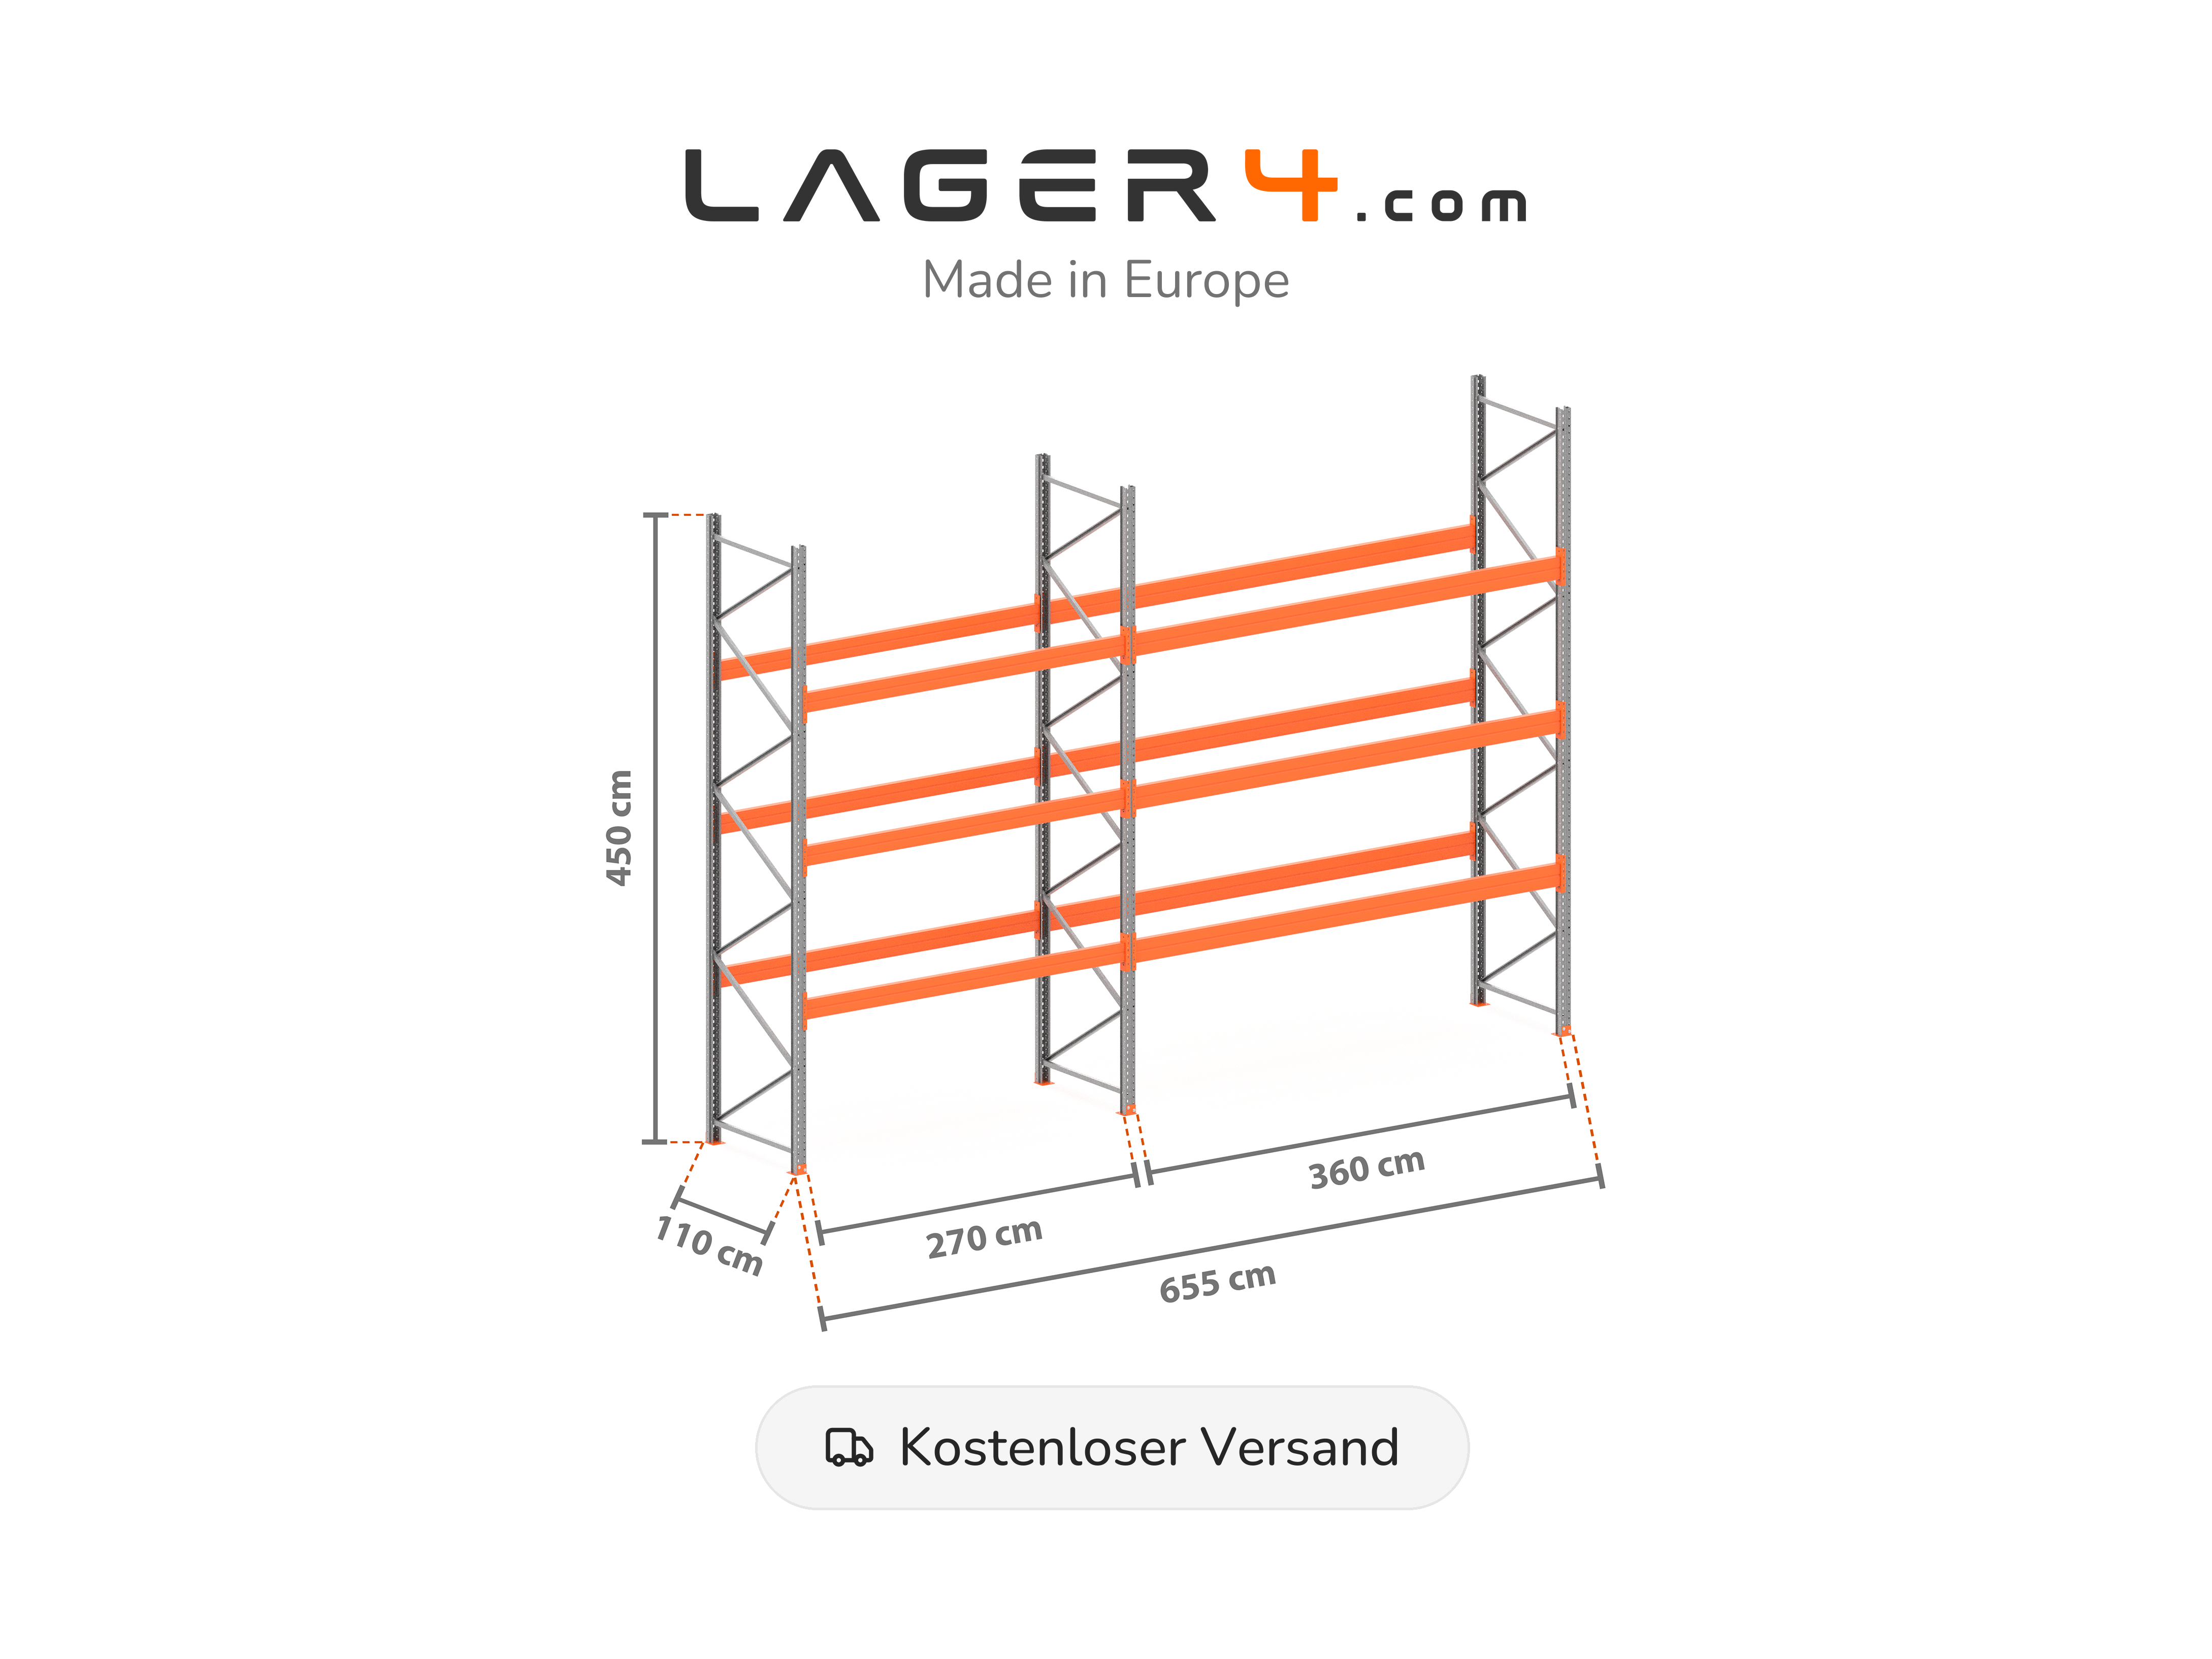 LAGER4.com
Made in Europe
450 cm
110 cm
270 cm
360 cm
655 cm
Kostenloser Versand